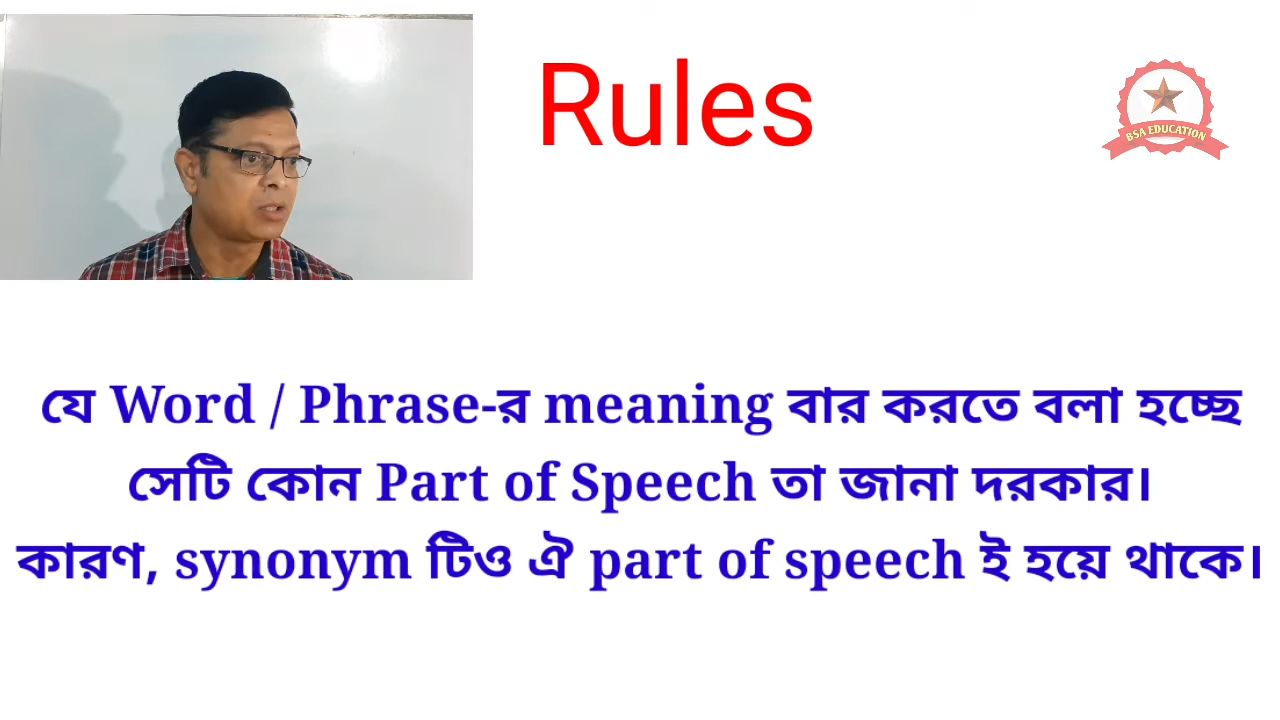 Rules
BSA EDUCATION
যে Word / Phrase-র meaning বার করতে বলা হচ্ছে
সেটি কোন Part of Speech তা জানা দরকার।
কারণ, synonym টিও ঐ part of speech ই হয়ে থাকে।